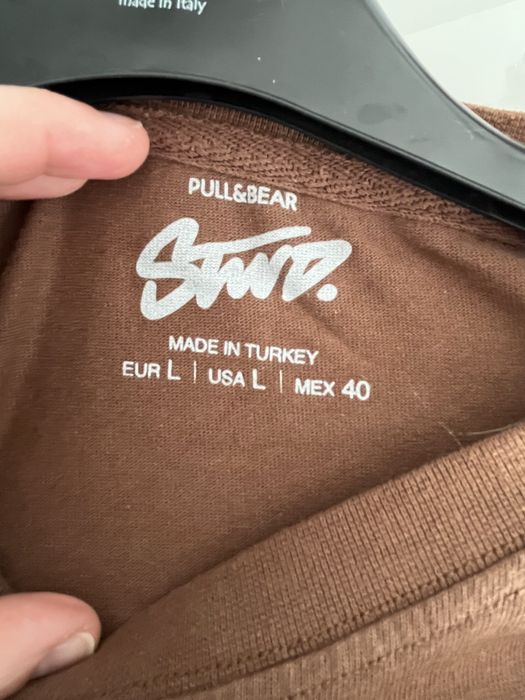 made in Italy
PULL&BEAR
STWD.
MADE IN TURKEY
EUR L | USA L | MEX 40